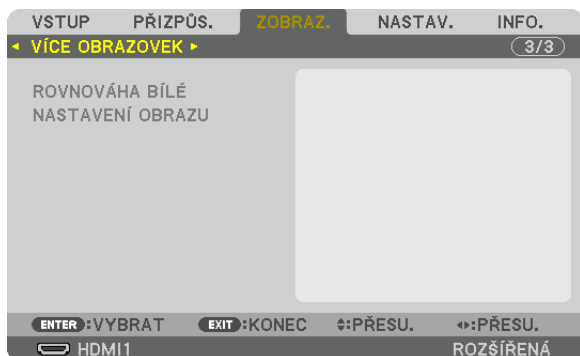 VSTUP PŘIZPŮS. ZOBRAZ. NASTAV. INFO.
VÍCE OBRAZOVEK 3/3
ROVNOVÁHA BÍLÉ
NASTAVENÍ OBRAZU
ENTER:VYBRAT EXIT:KONEC :PŘESU. :PŘESU.
HDMI1 ROZŠÍŘENÁ